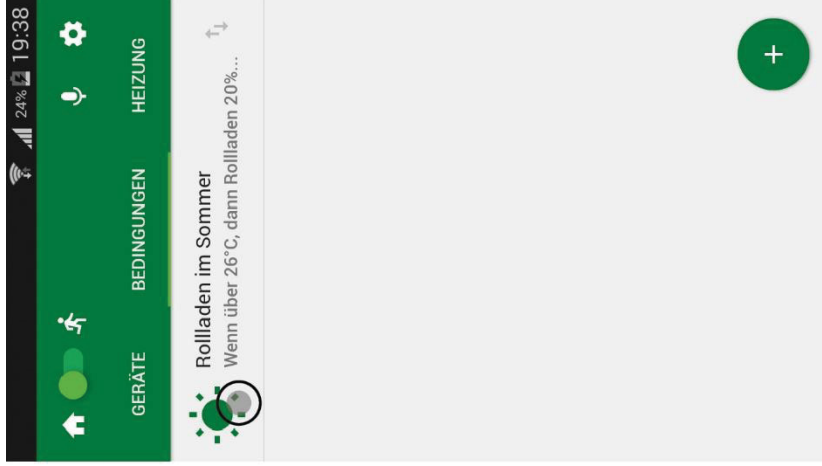 24% 19:38
GERÄTE BEDINGUNGEN HEIZUNG
Rollladen im Sommer
Wenn über 26°C, dann Rollladen 20%...